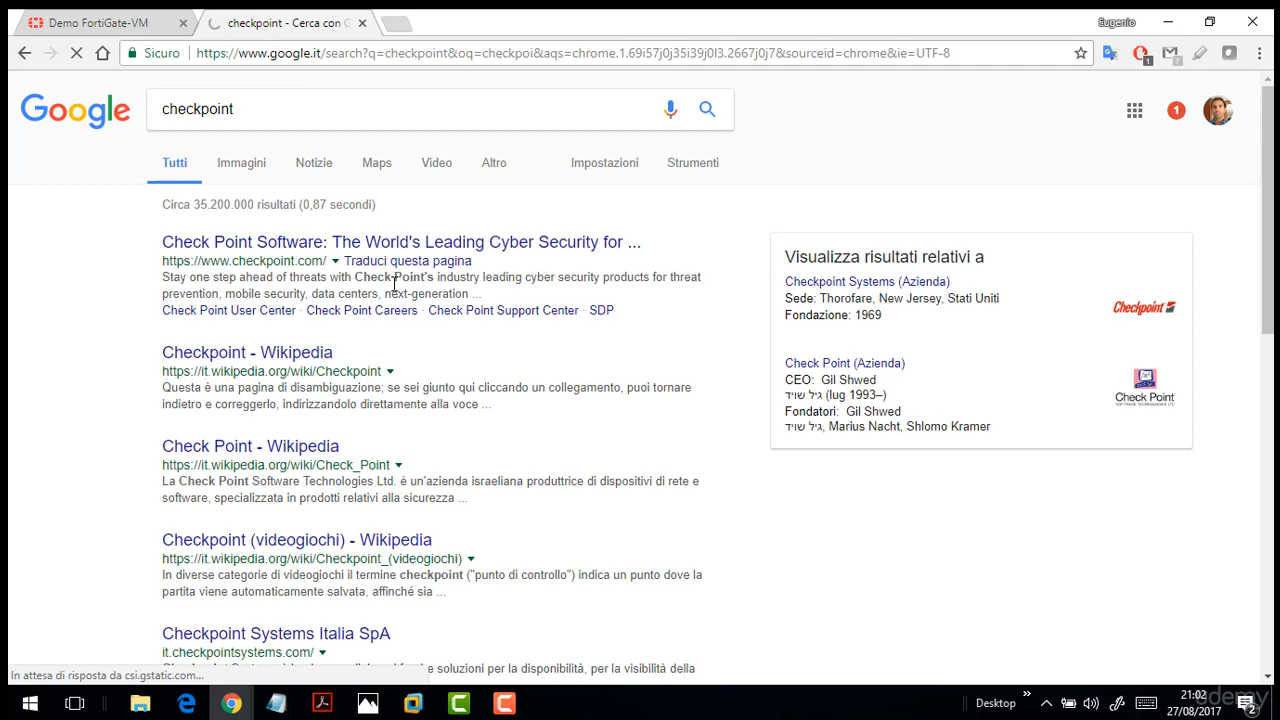 Demo FortiGate-VM
checkpoint - Cerca con G
Eugenio
Sicuro
https://www.google.it/search?q=checkpoint&oq=checkpoi&aqs=chrome.1.69i57j0j35i39j0l3.2667j0j7&sourceid=chrome&ie=UTF-8
1
?
Google
checkpoint
1
Tutti Immagini Notizie Maps Video Altro Impostazioni Strumenti
Circa 35.200.000 risultati (0,87 secondi)
Check Point Software: The World's Leading Cyber Security for ...
https://www.checkpoint.com/ Traduci questa pagina
Stay one step ahead of threats with Check Point's industry leading cyber security products for threat
prevention, mobile security, data centers, next-generation ...
Check Point User Center · Check Point Careers · Check Point Support Center · SDP
Checkpoint - Wikipedia
https://it.wikipedia.org/wiki/Checkpoint
Questa è una pagina di disambiguazione; se sei giunto qui cliccando un collegamento, puoi tornare
indietro e correggerlo, indirizzandolo direttamente alla voce ...
Check Point - Wikipedia
https://it.wikipedia.org/wiki/Check_Point
La Check Point Software Technologies Ltd. è un'azienda israeliana produttrice di dispositivi di rete e
software, specializzata in prodotti relativi alla sicurezza ...
Checkpoint (videogiochi) - Wikipedia
https://it.wikipedia.org/wiki/Checkpoint_(videogiochi)
In diverse categorie di videogiochi il termine checkpoint ("punto di controllo") indica un punto dove la
partita viene automaticamente salvata, affinché sia ...
Checkpoint Systems Italia SpA
it.checkpointsystems.com/
e soluzioni per la disponibilità, per la visibilità della
Visualizza risultati relativi a
Checkpoint Systems (Azienda)
Sede: Thorofare, New Jersey, Stati Uniti
Fondazione: 1969
Checkpoint
Check Point (Azienda)
CEO: Gil Shwed
גיל שויד (lug 1993–)
Fondatori: Gil Shwed
גיל שויד, Marius Nacht, Shlomo Kramer
Check Point
SOFTWARE TECHNOLOGIES LTD.
In attesa di risposta da csi.gstatic.com...
Desktop
21:02
27/08/2017
2
udemy